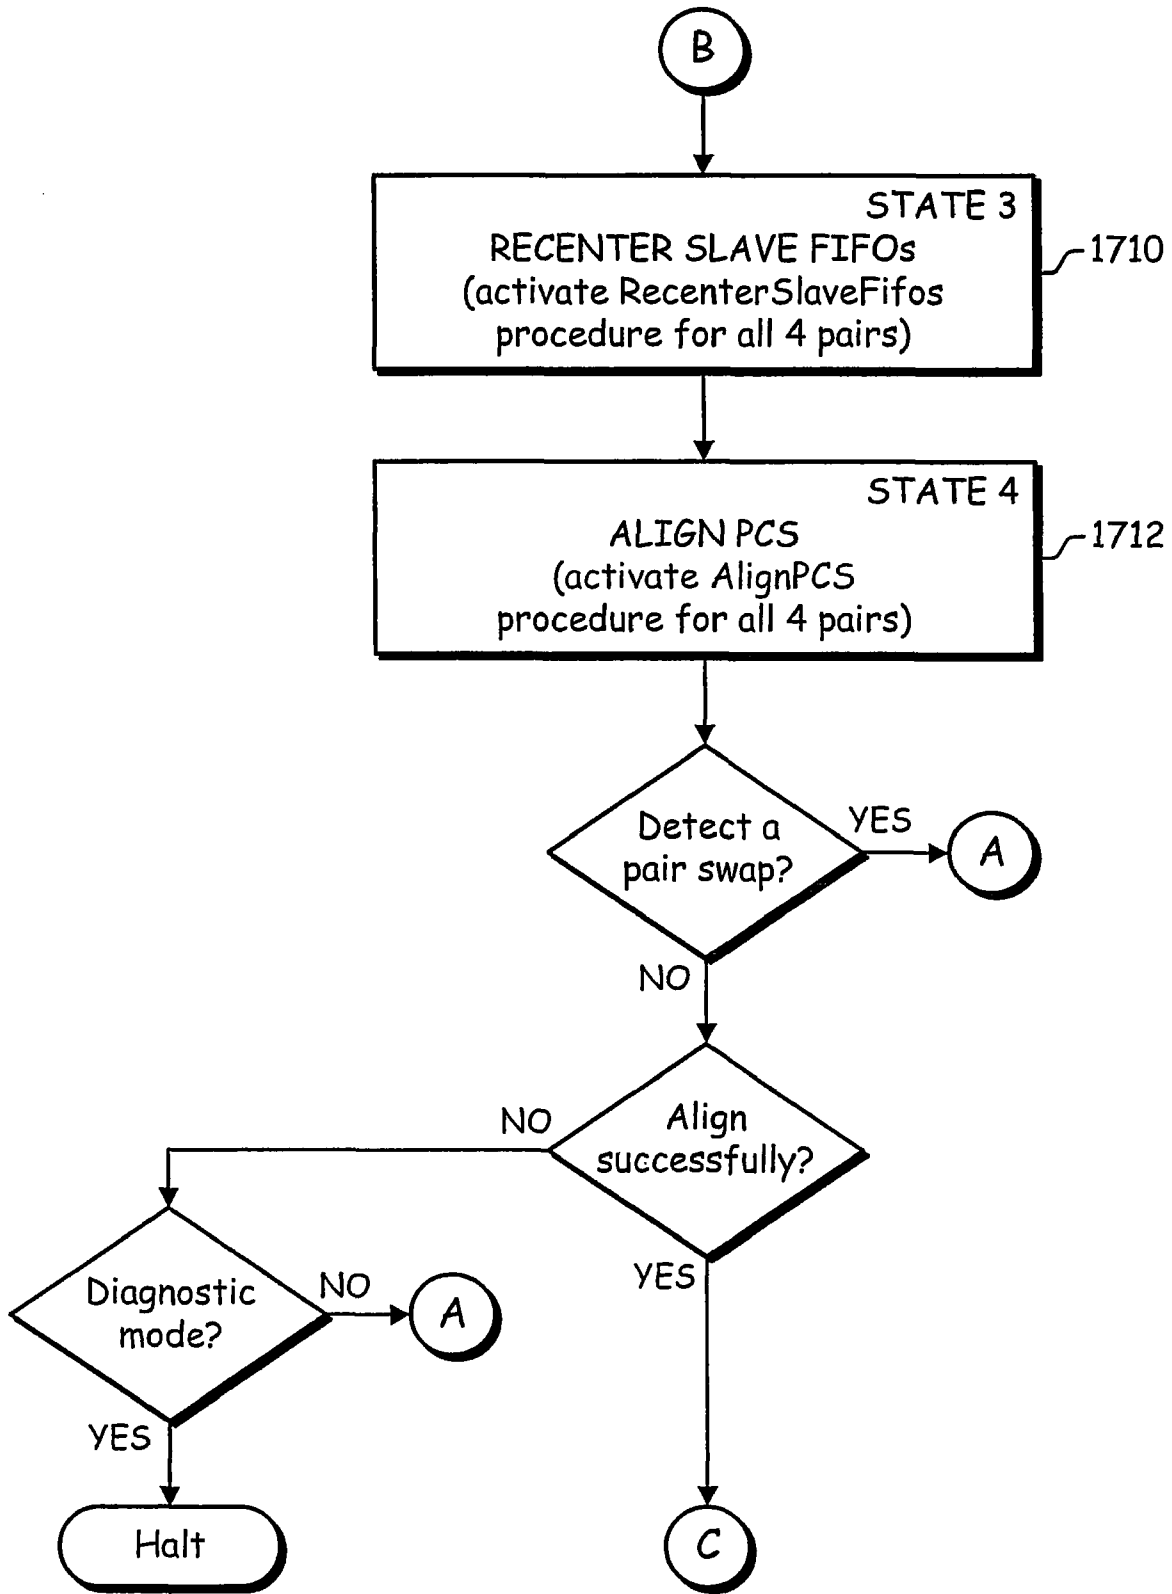 B
STATE 3
RECENTER SLAVE FIFOs
(activate RecenterSlaveFifos
procedure for all 4 pairs)
1710
STATE 4
ALIGN PCS
(activate AlignPCS
procedure for all 4 pairs)
1712
Detect a
pair swap?
YES
A
NO
Align
successfully?
NO
YES
Diagnostic
mode?
NO
A
YES
Halt
C